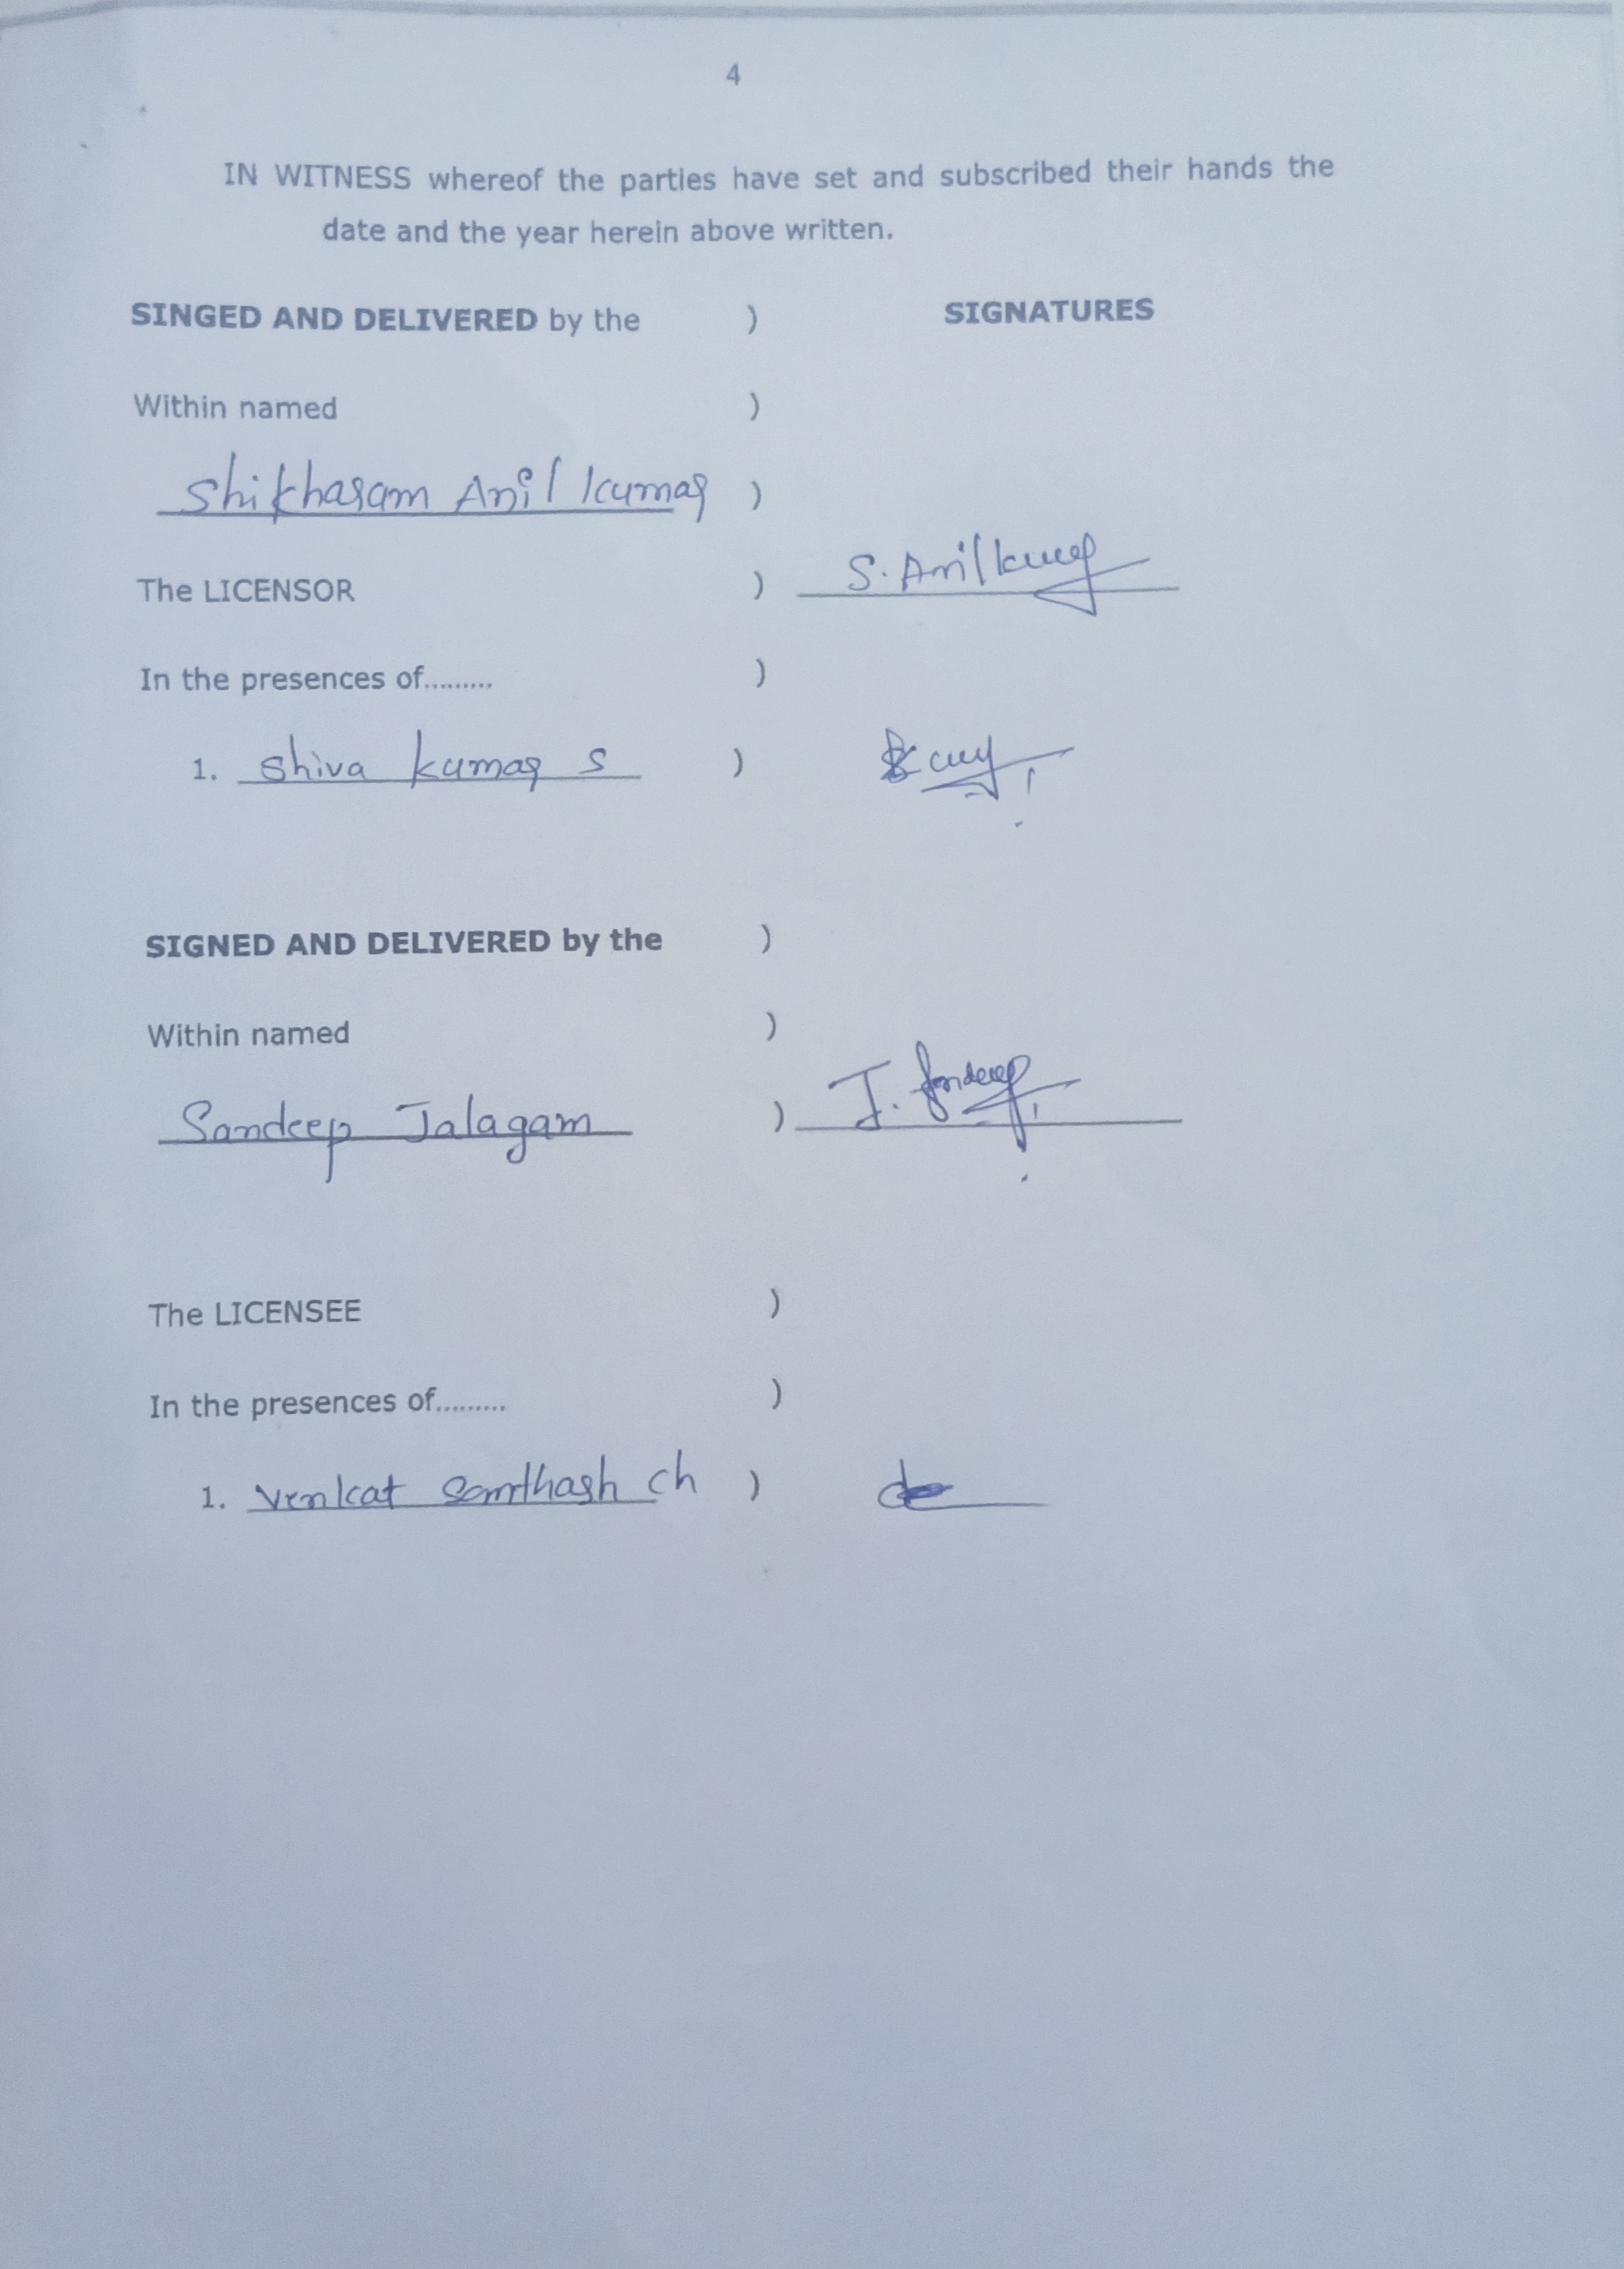 4
IN WITNESS whereof the parties have set and subscribed their hands the
date and the year herein above written.
SINGED AND DELIVERED by the ) SIGNATURES
Within named )
Shikharam Anil Kumar )
The LICENSOR ) S. Anilkumar
In the presences of......... )
1. Shiva Kumar S )
SIGNED AND DELIVERED by the )
Within named )
Sandeep Jalagam ) J. Sandeep
The LICENSEE )
In the presences of......... )
1. Venkat ch )